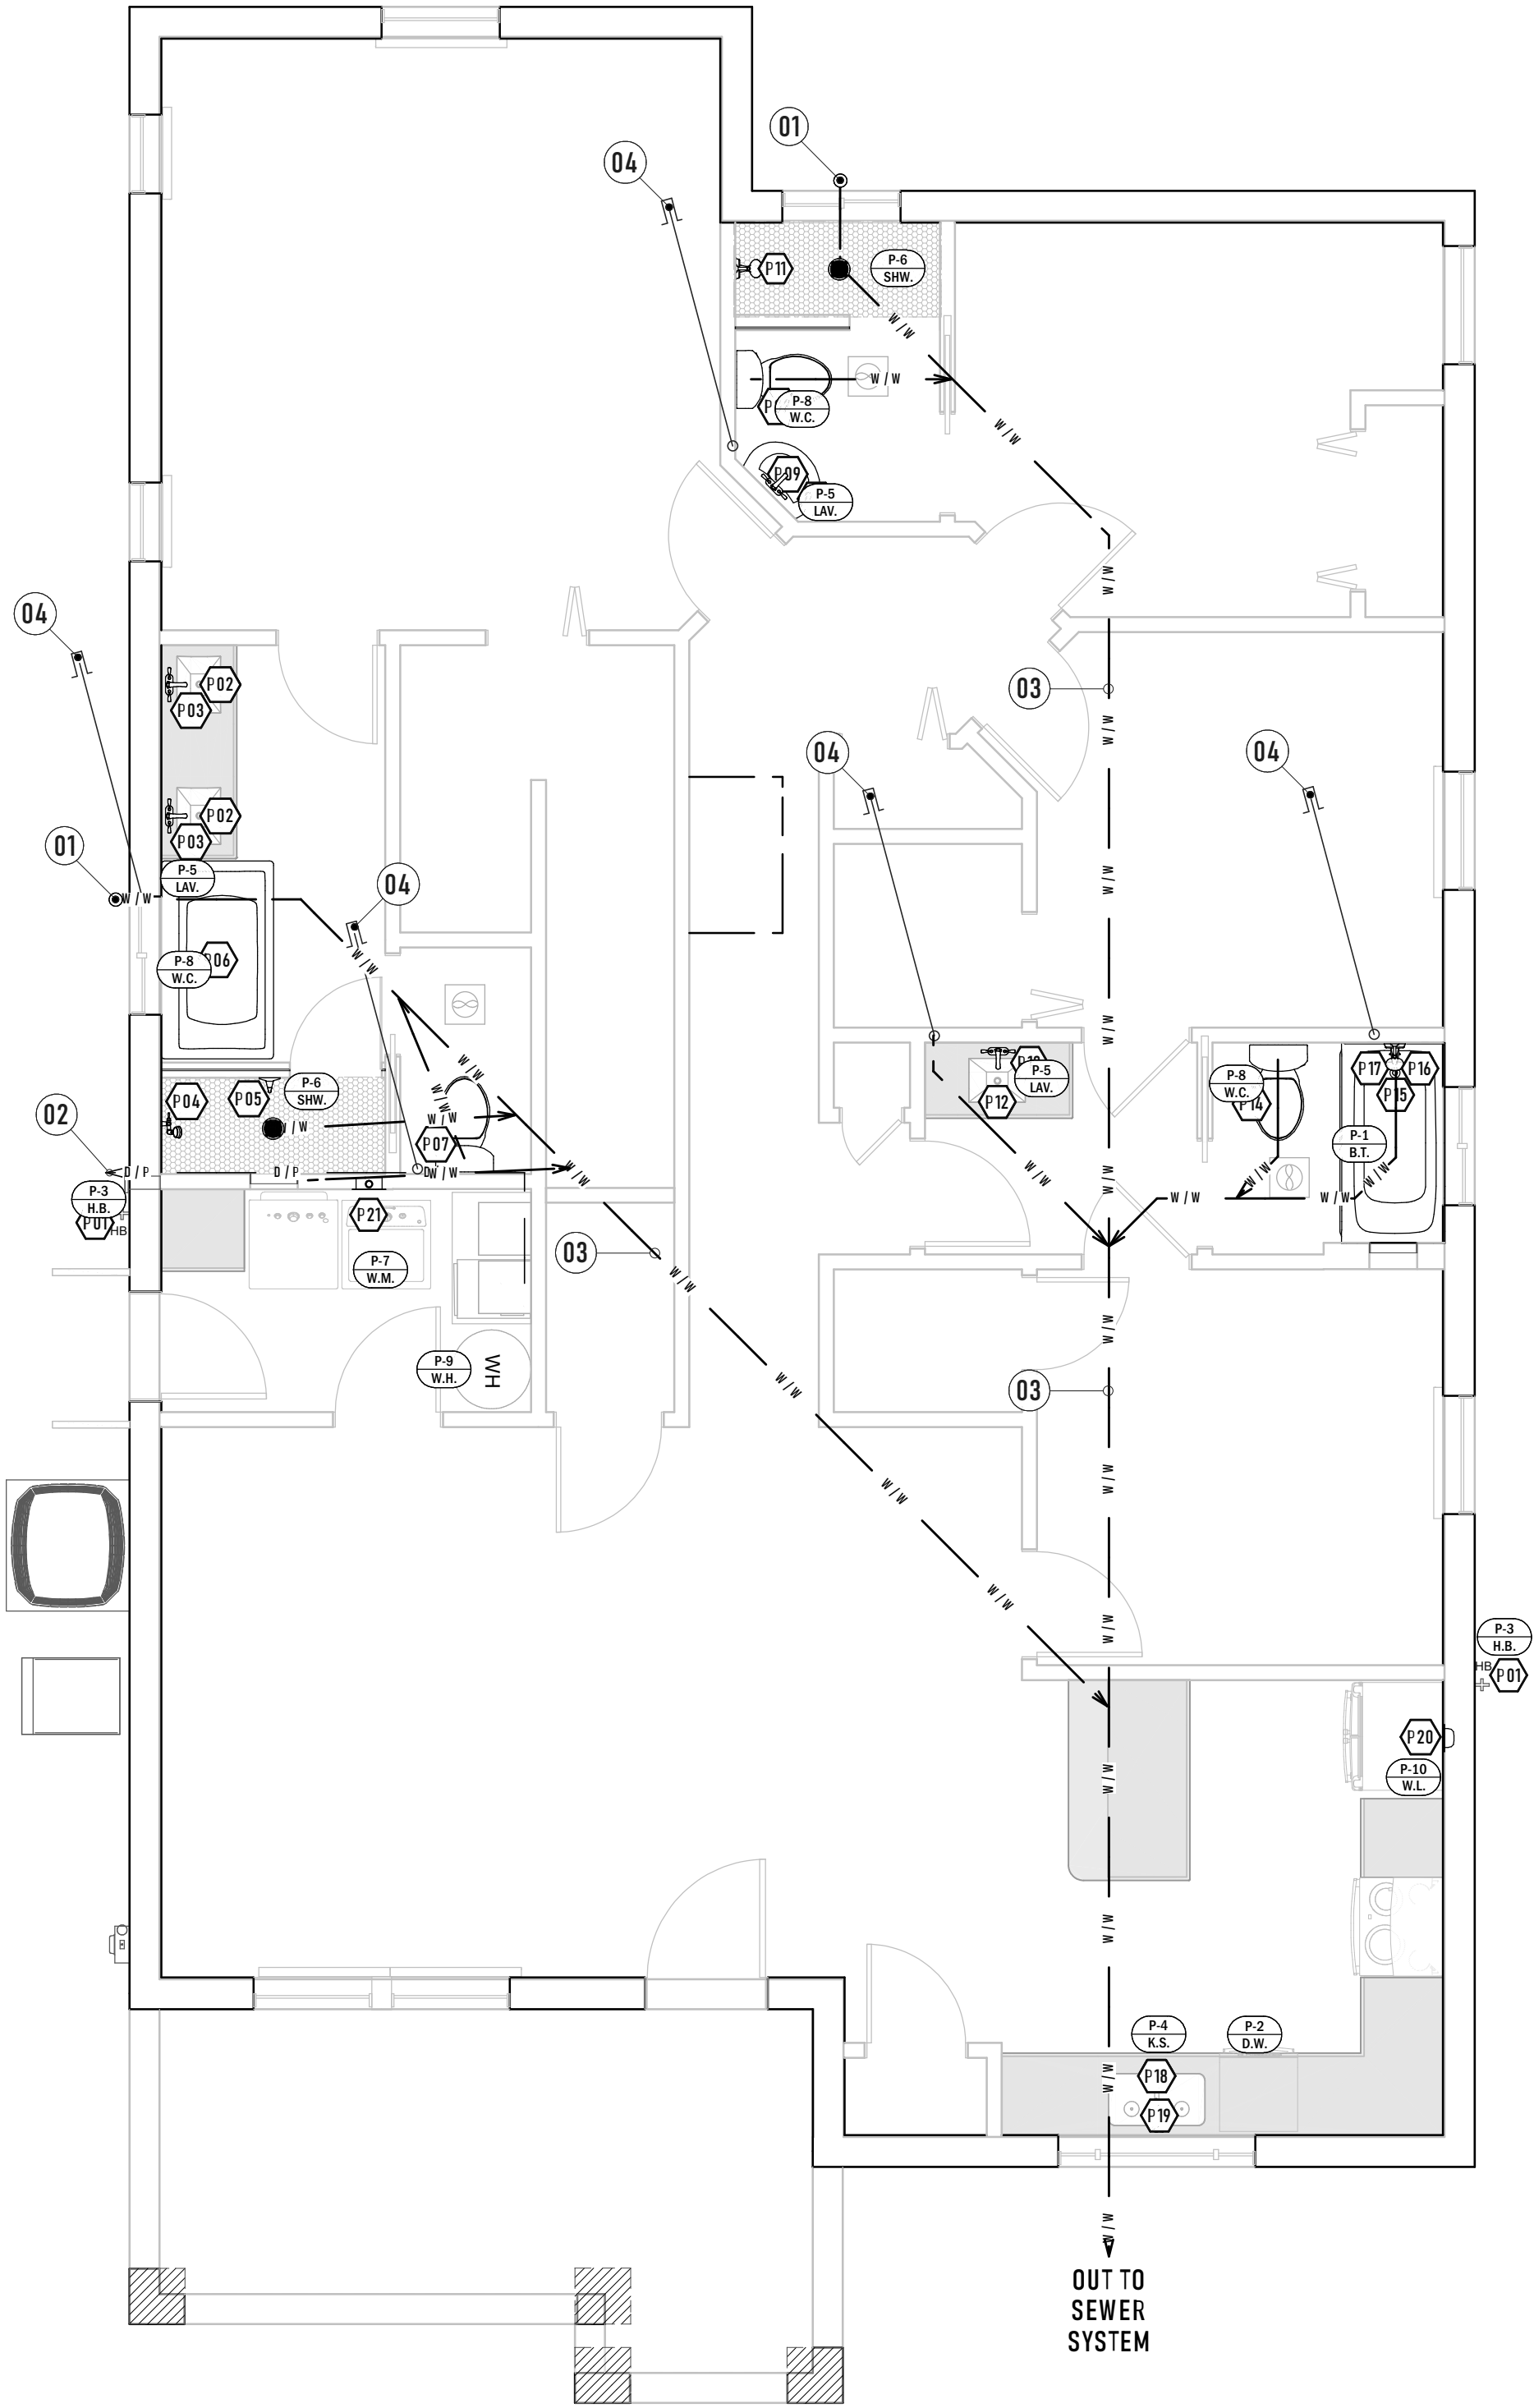 01
04
P11
P-6
SHW.
W / W
W / W
P-8
W.C.
W / W
P09
P-5
LAV.
W / W
04
P02
P03
03
W / W
04
04
P02
P03
01
P-5
LAV.
04
W / W
W / W
P-8
W.C.
P06
W / W
W / W
W / W
W / W
02
P04
P05
P-6
SHW.
W / W
W / W
P07
P-5
LAV.
P12
P-8
W.C.
P14
P17
P16
P15
P-1
B.T.
D / P
D / P
W / W
W / W
W / W
W / W
W / W
W / W
W / W
W / W
P-3
H.B.
P01
HB
P21
P-7
W.M.
03
W / W
W / W
P-9
W.H.
WH
W / W
03
W / W
W / W
W / W
W / W
P-3
H.B.
HB
P01
P20
P-10
W.L.
W / W
W / W
P-4
K.S.
P-2
D.W.
W / W
P18
P19
W / W
OUT TO
SEWER
SYSTEM